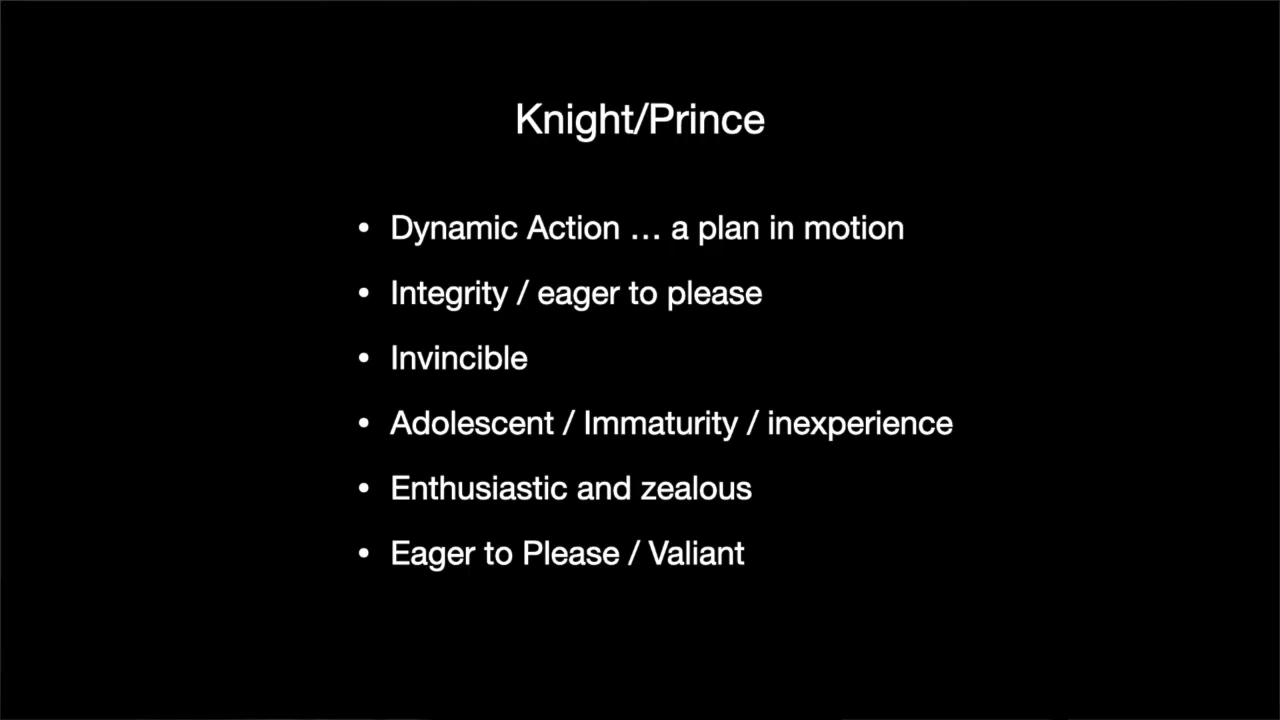 Knight/Prince
• Dynamic Action … a plan in motion
• Integrity / eager to please
• Invincible
• Adolescent / Immaturity / inexperience
• Enthusiastic and zealous
• Eager to Please / Valiant